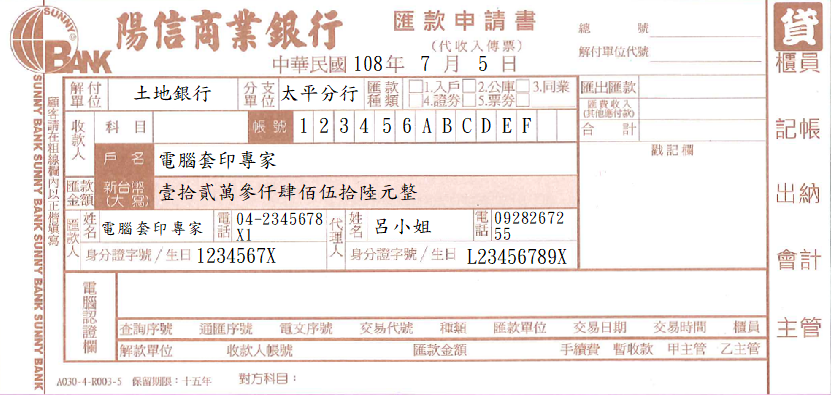 SUNNY BANK
陽信商業銀行
匯款申請書
(代收入傳票)
中華民國 108年 7 月 5 日
總 號
解付單位代號
貸
櫃員
記帳
出納
會計
主管
SUNNY BANK SUNNY BANK SUNNY BANK SUNNY BANK SUNNY BANK
顧客請在粗線欄內以正楷填寫
解付單位 土地銀行 分支單位 太平分行 匯款種類 □1.入戶 □2.公庫 □3.同業 □4.證券 □5.票券
匯出匯款
匯費收入
(其他應付款)
合 計
戳記欄
收款人 科目 帳號 1 2 3 4 5 6 A B C D E F
戶名 電腦套印專家
匯款金額 新台幣(大寫) 壹拾貳萬參仟肆佰伍拾陸元整
匯款人 姓名 電腦套印專家 電話 04-2345678X1 代理人 姓名 呂小姐 電話 0928267255
身分證字號/生日 1234567X 身分證字號/生日 L23456789X
電腦認證欄
查詢序號 通匯序號 電文序號 交易代號 種類 匯款單位 交易日期 交易時間 櫃員
解款單位 收款人帳號 匯款金額 手續費 暫收款 甲主管 乙主管
A030-4-R003-5 保留期限:十五年 對方科目: